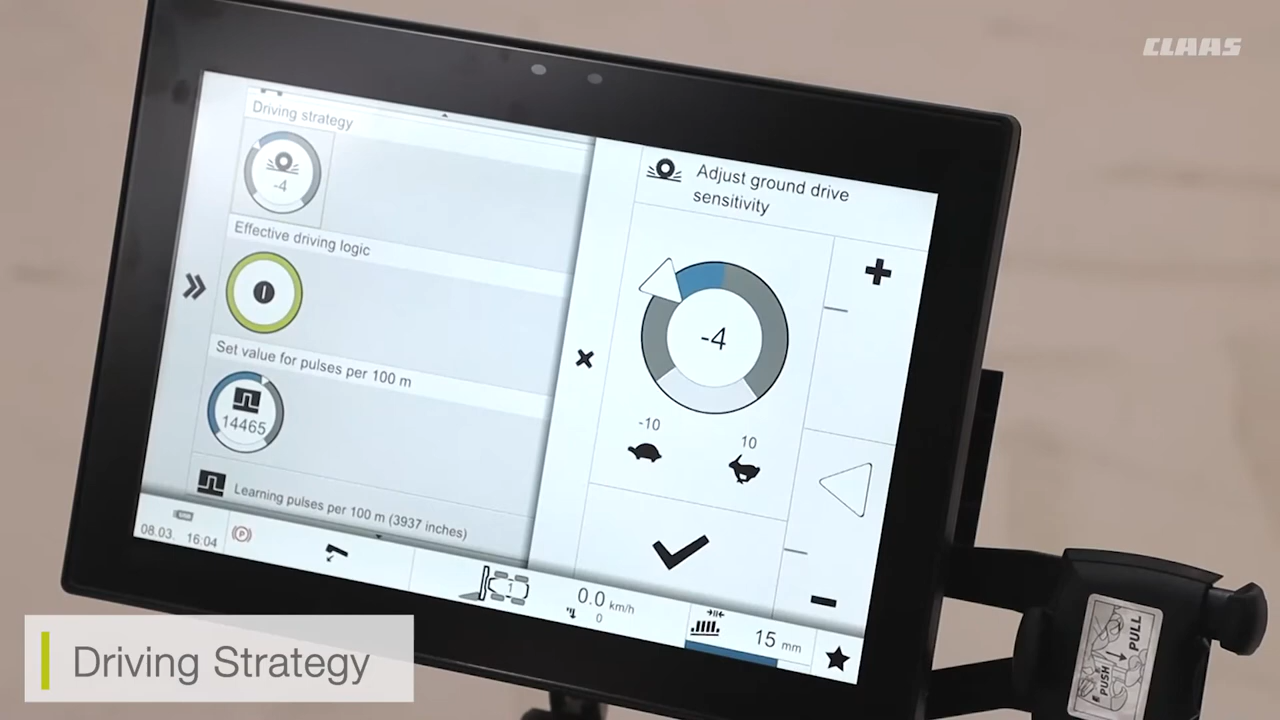 CLAAS
Driving strategy
-4
Effective driving logic
Set value for pulses per 100 m
14465
Learning pulses per 100 m (3937 inches)
08.03. 16:04
Adjust ground drive
sensitivity
-4
-10
10
1
0.0 km/h
0
15 mm
PUSH
PULL
Driving Strategy